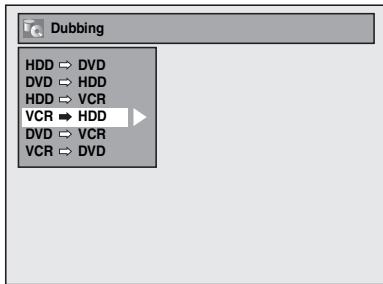 Dubbing
HDD ⇨ DVD
DVD ⇨ HDD
HDD ⇨ VCR
VCR ➡ HDD
DVD ⇨ VCR
VCR ⇨ DVD